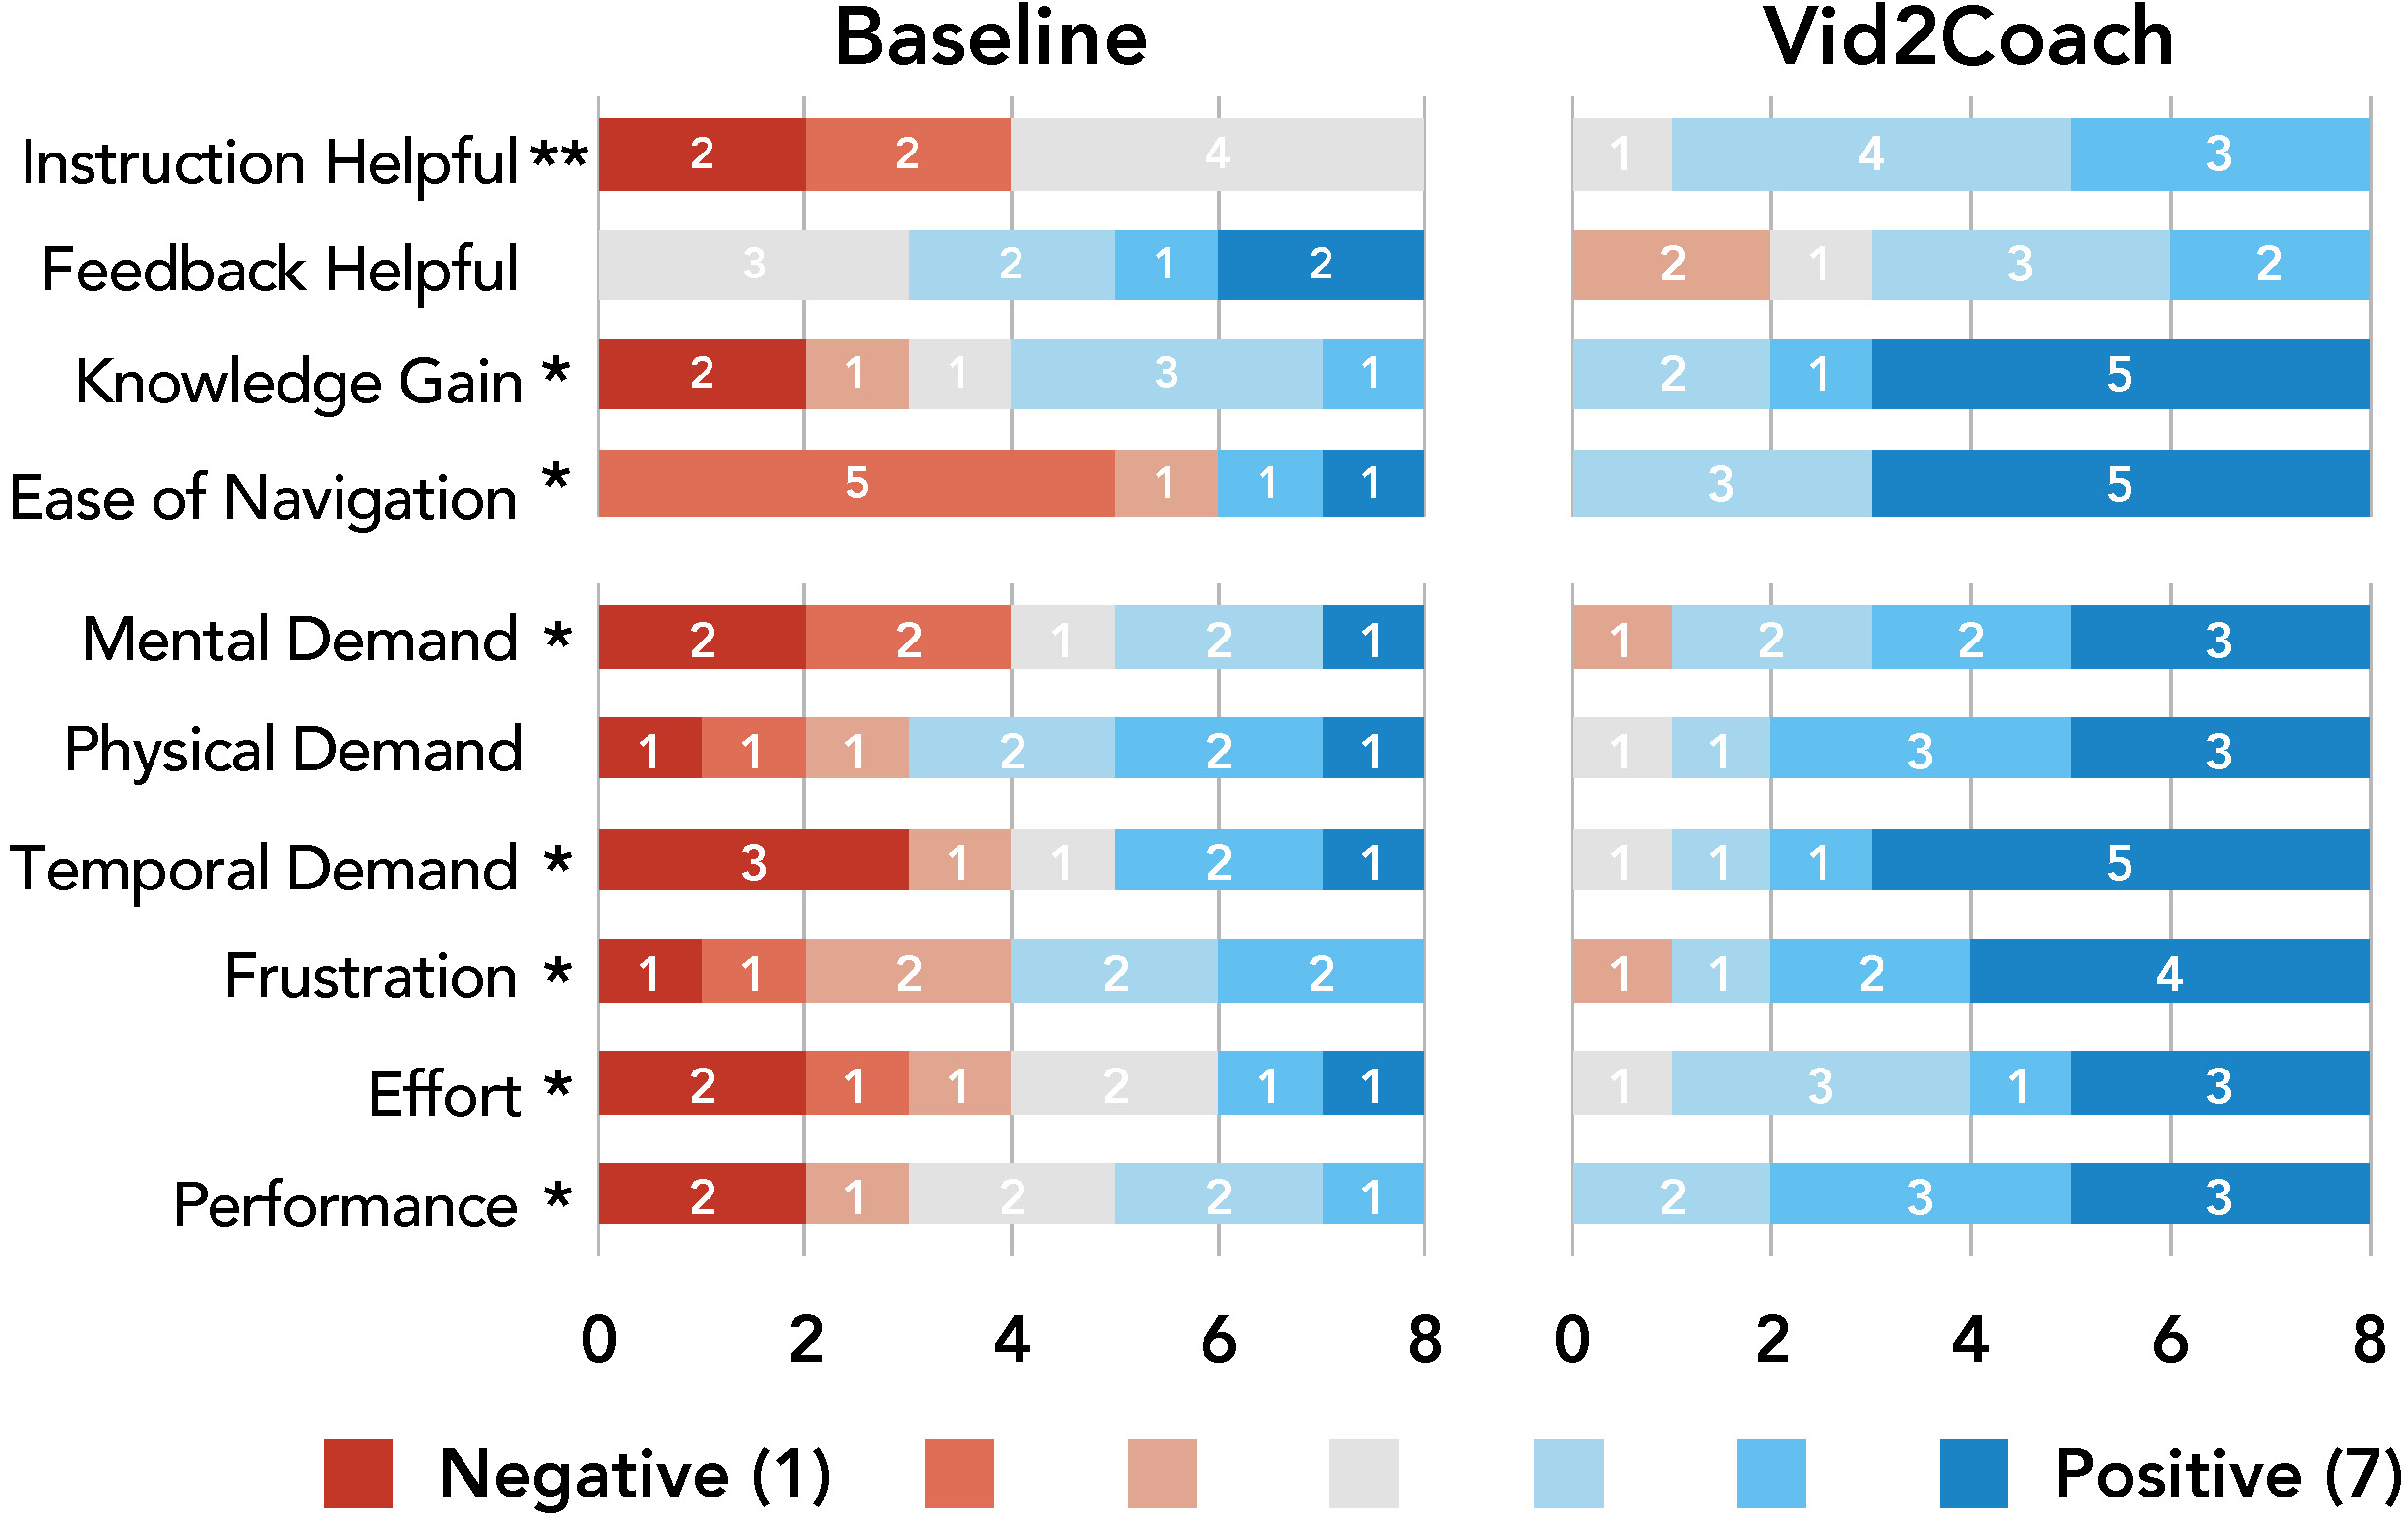 Baseline Vid2Coach
Instruction Helpful ** 2 2 4 1 4 3
Feedback Helpful 3 2 1 2 2 1 3 2
Knowledge Gain * 2 1 1 3 1 2 1 5
Ease of Navigation * 5 1 1 1 3 5
Mental Demand * 2 2 1 2 1 1 2 2 3
Physical Demand 1 1 1 2 2 1 1 1 3 3
Temporal Demand * 3 1 1 2 1 1 1 1 5
Frustration * 1 1 2 2 2 1 1 2 4
Effort * 2 1 1 2 1 1 1 3 1 3
Performance * 2 1 2 2 1 2 3 3
0 2 4 6 8 0 2 4 6 8
Negative (1) Positive (7)